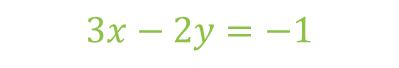 3x − 2y = −1